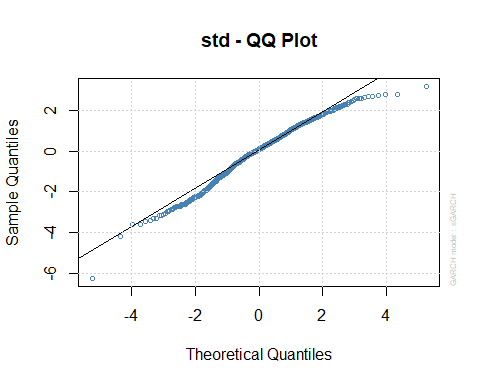 std - QQ Plot
Sample Quantiles
2
0
-2
-4
-6
-4
-2
0
2
4
Theoretical Quantiles
GARCH model : sGARCH